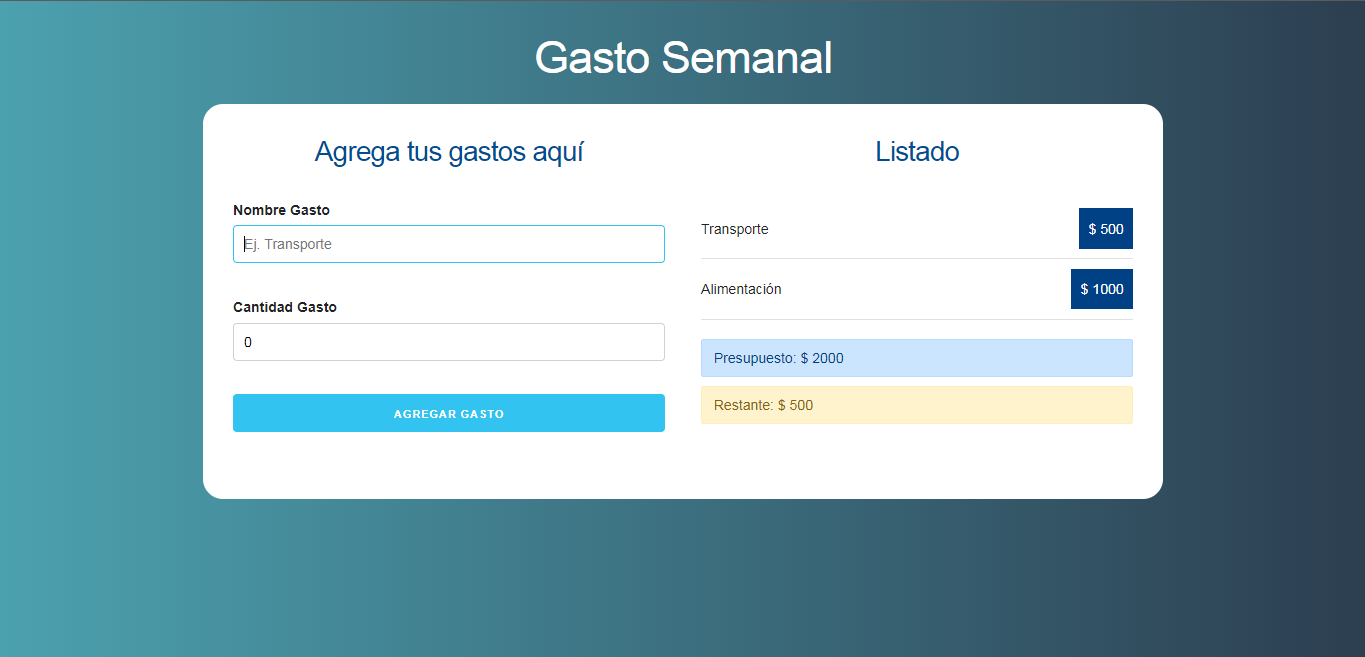 Gasto Semanal
Agrega tus gastos aquí
Nombre Gasto
Ej. Transporte
Cantidad Gasto
0
AGREGAR GASTO
Listado
Transporte
$ 500
Alimentación
$ 1000
Presupuesto: $ 2000
Restante: $ 500